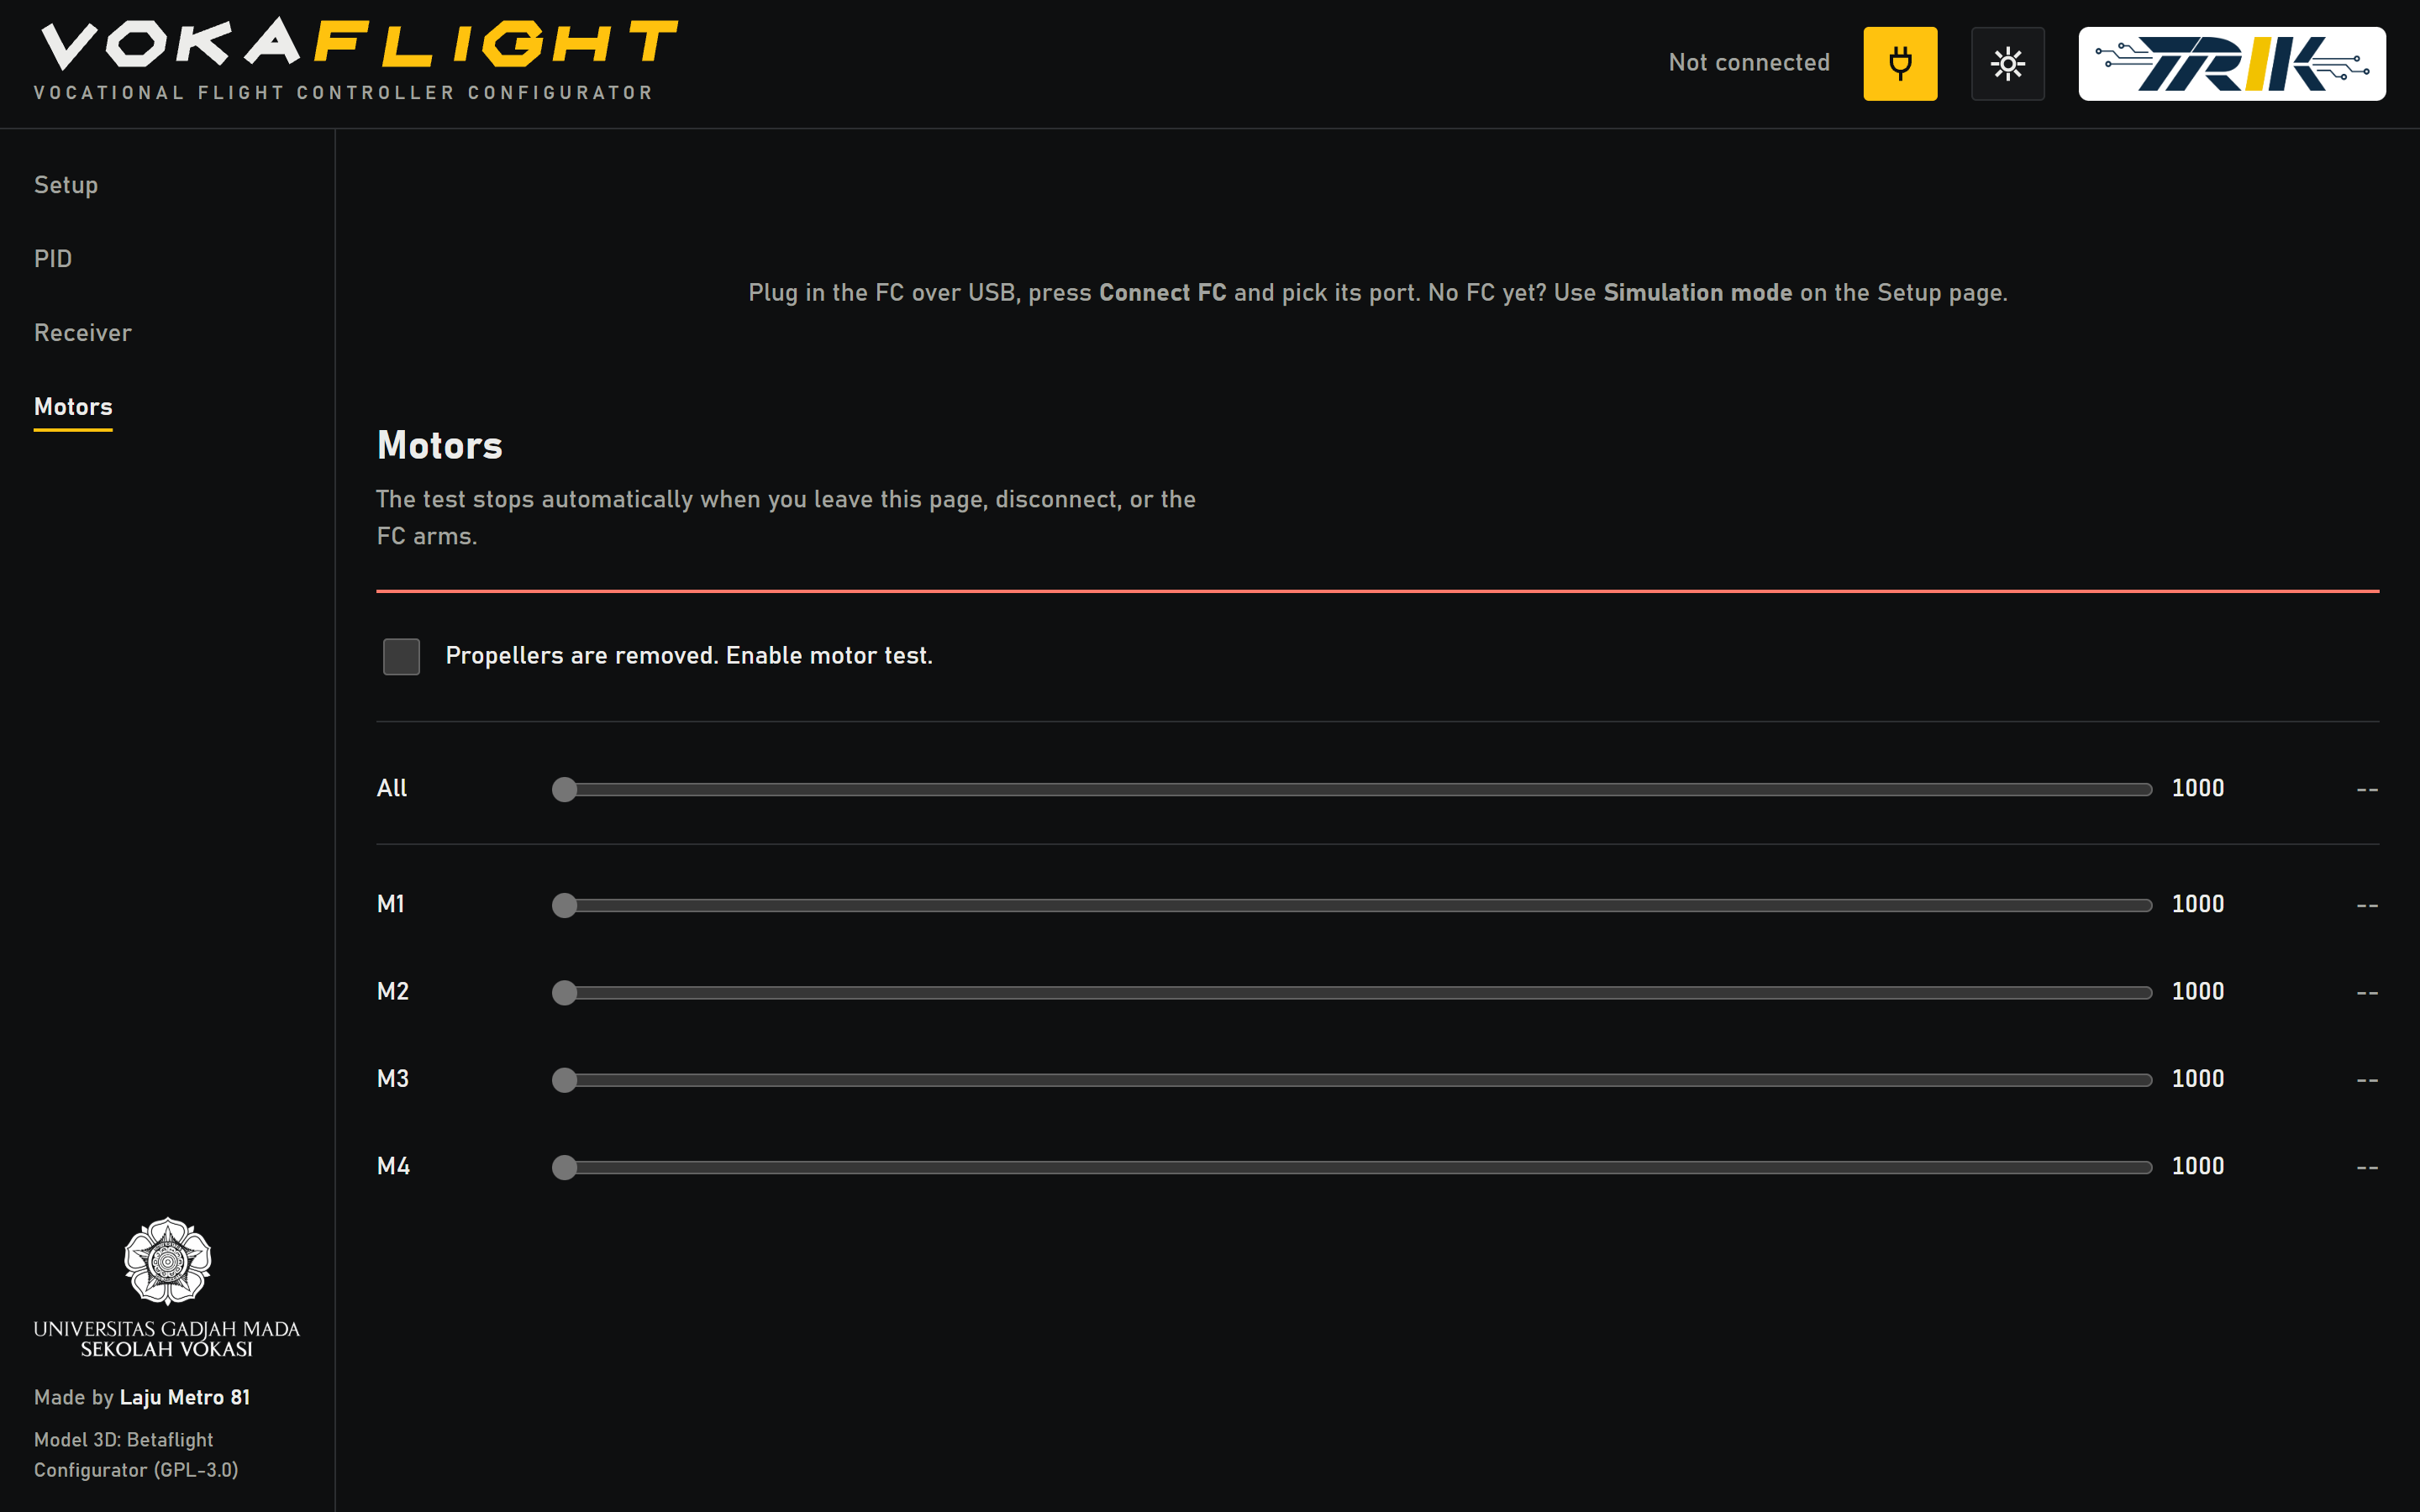 VOKAFLIGHT
VOCATIONAL FLIGHT CONTROLLER CONFIGURATOR
Not connected
TRIK
Setup
PID
Receiver
Motors
Plug in the FC over USB, press Connect FC and pick its port. No FC yet? Use Simulation mode on the Setup page.
Motors
The test stops automatically when you leave this page, disconnect, or the
FC arms.
Propellers are removed. Enable motor test.
All 1000 --
M1 1000 --
M2 1000 --
M3 1000 --
M4 1000 --
UNIVERSITAS GADJAH MADA
SEKOLAH VOKASI
Made by Laju Metro 81
Model 3D: Betaflight
Configurator (GPL-3.0)